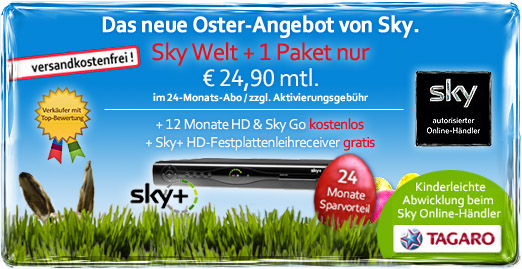 Das neue Oster-Angebot von Sky.
Sky Welt + 1 Paket nur
€ 24,90 mtl.
im 24-Monats-Abo / zzgl. Aktivierungsgebühr
+ 12 Monate HD & Sky Go kostenlos
+ Sky+ HD-Festplattenleihreceiver gratis
versandkostenfrei !
Verkäufer mit
Top-Bewertung
sky
autorisierter
Online-Händler
sky+
24
Monate
Sparvorteil
Kinderleichte
Abwicklung beim
Sky Online-Händler
TAGARO